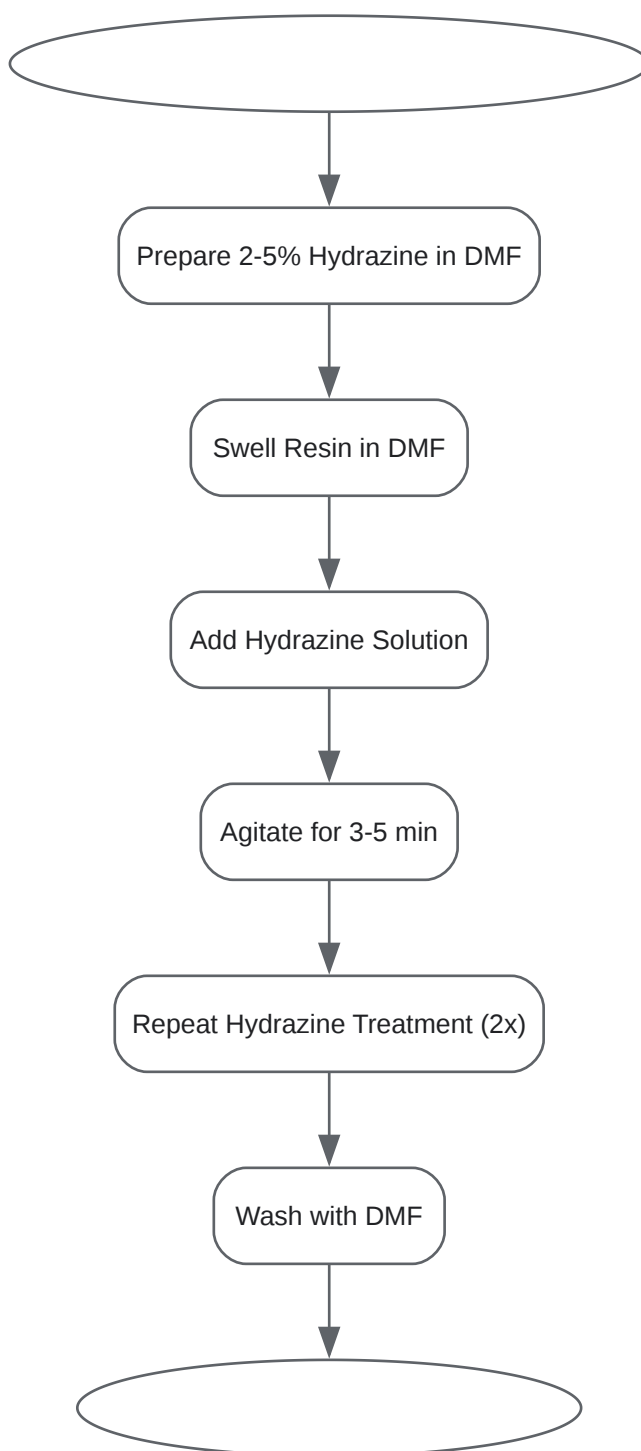 Prepare 2-5% Hydrazine in DMF
Swell Resin in DMF
Add Hydrazine Solution
Agitate for 3-5 min
Repeat Hydrazine Treatment (2x)
Wash with DMF